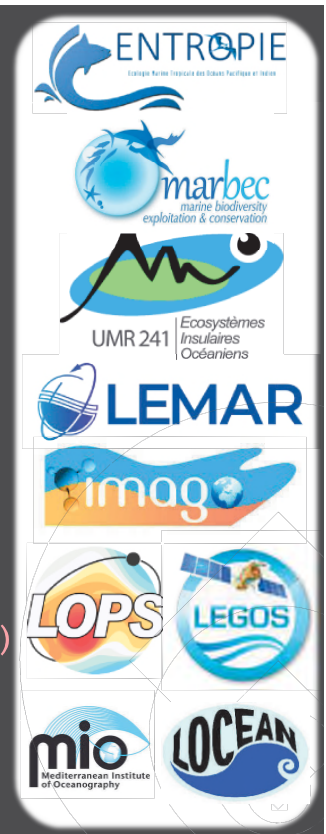 ENTROPIE
Ecologie Marine Tropicale des Océans Pacifique et Indien
marbec
marine biodiversity
exploitation & conservation
UMR 241
Ecosystèmes
Insulaires
Océaniens
LEMAR
imago
LOPS
LEGOS
mio
Mediterranean Institute
of Oceanography
LOCEAN
)